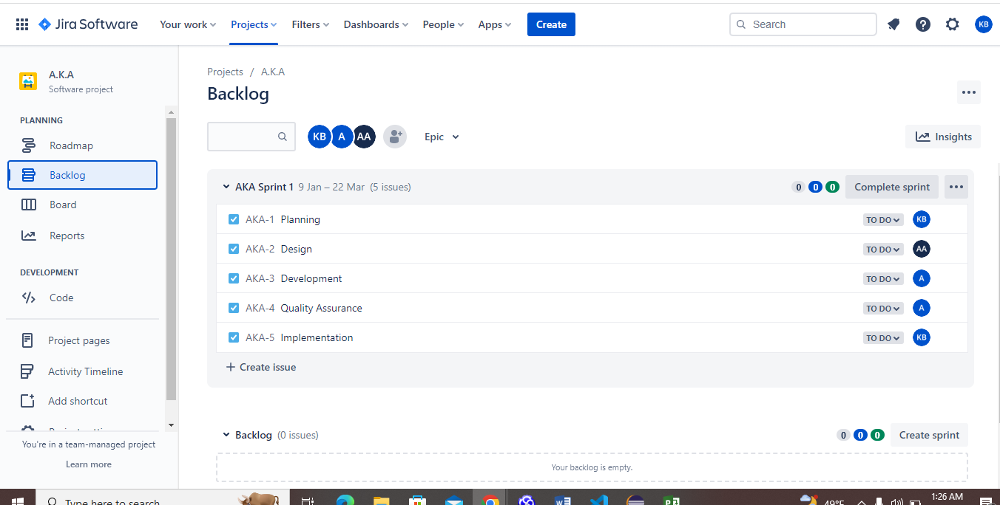 Jira Software Your work Projects Filters Dashboards People Apps Create Search KB
A.K.A
Software project
PLANNING
Roadmap
Backlog
Board
Reports
DEVELOPMENT
Code
Project pages
Activity Timeline
Add shortcut
You're in a team-managed project
Learn more
Projects / A.K.A
Backlog
KB A AA Epic Insights
AKA Sprint 1 9 Jan – 22 Mar (5 issues) 0 0 0 Complete sprint
AKA-1 Planning TO DO KB
AKA-2 Design TO DO AA
AKA-3 Development TO DO A
AKA-4 Quality Assurance TO DO A
AKA-5 Implementation TO DO KB
+ Create issue
Backlog (0 issues) 0 0 0 Create sprint
Your backlog is empty.
Type here to search 49°F 1:26 AM